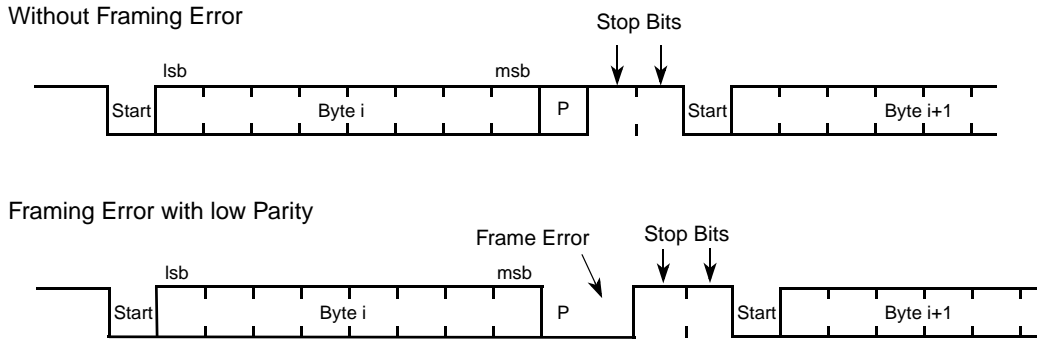 Without Framing Error
Stop Bits
lsb msb
Start Byte i P Start Byte i+1
Framing Error with low Parity
Frame Error Stop Bits
lsb msb
Start Byte i P Start Byte i+1